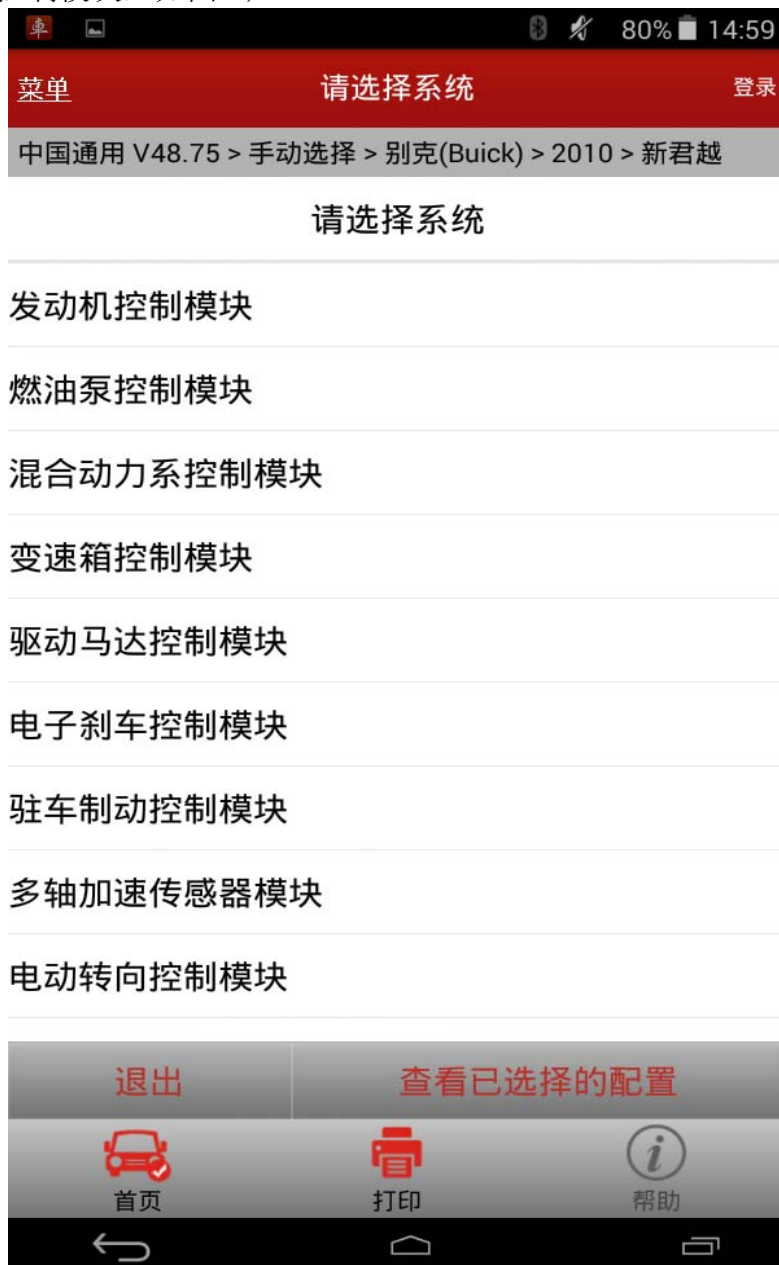 車 80% 14:59
菜单 请选择系统 登录
中国通用 V48.75 > 手动选择 > 别克(Buick) > 2010 > 新君越
请选择系统
发动机控制模块
燃油泵控制模块
混合动力系控制模块
变速箱控制模块
驱动马达控制模块
电子刹车控制模块
驻车制动控制模块
多轴加速传感器模块
电动转向控制模块
退出 查看已选择的配置
首页 打印 帮助